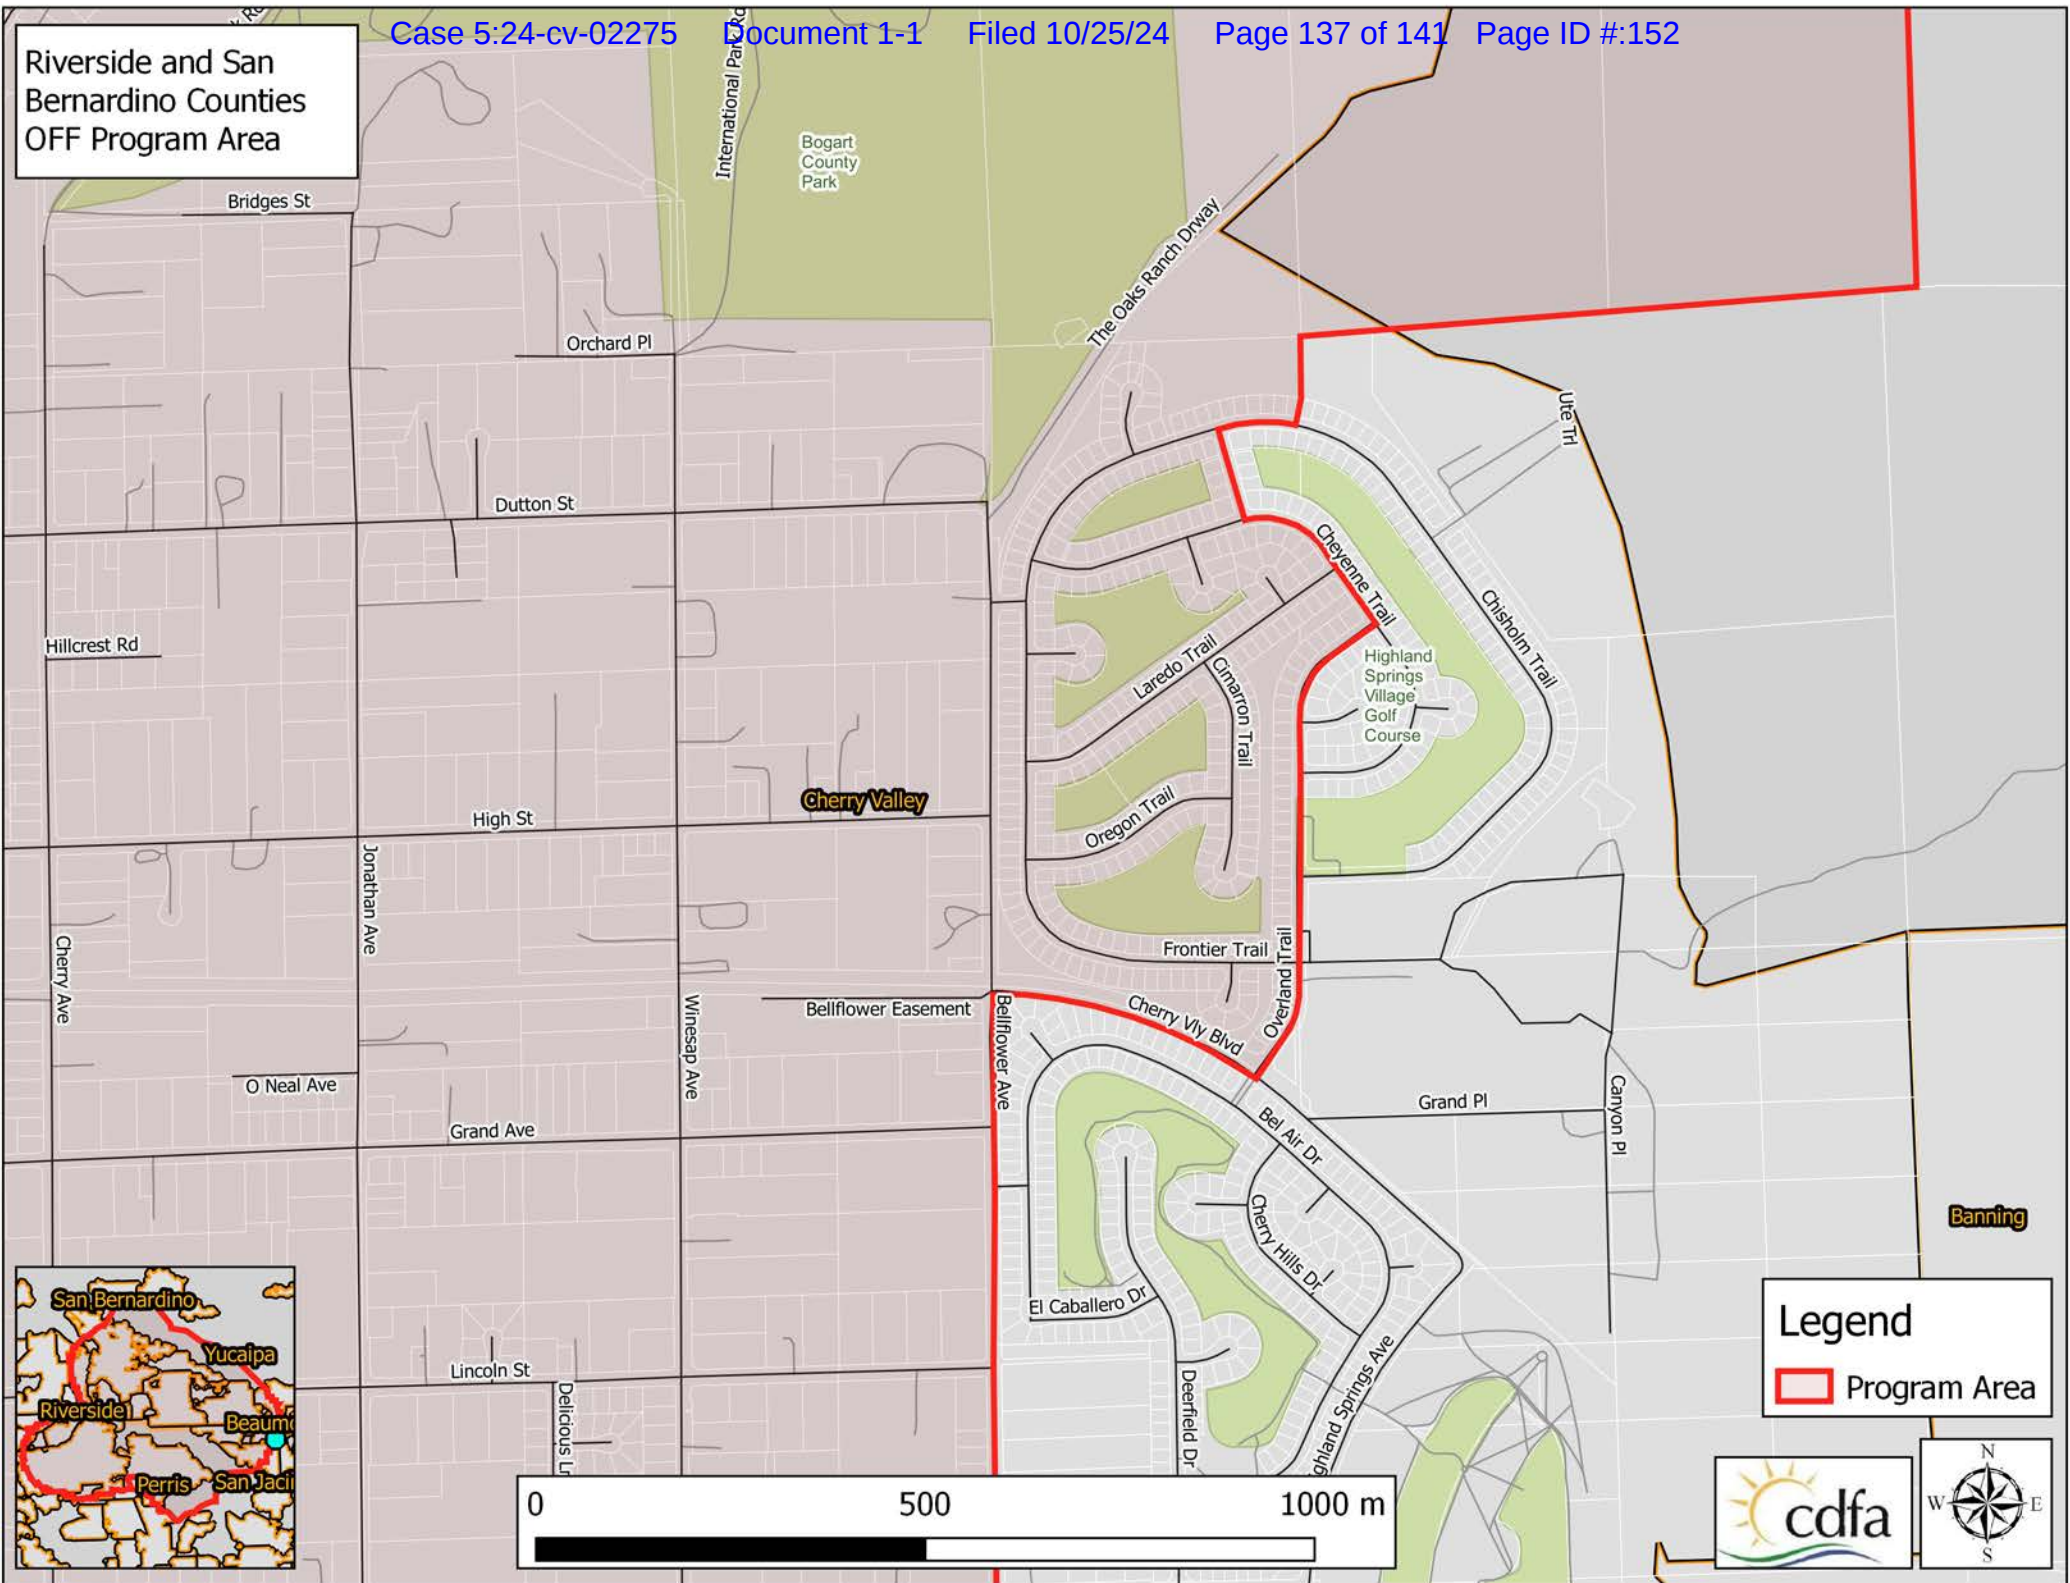 Case 5:24-cv-02275 Document 1-1 Filed 10/25/24 Page 137 of 141 Page ID #:152
Riverside and San
Bernardino Counties
OFF Program Area
International Park Rd
Bogart
County
Park
Bridges St
The Oaks Ranch Drway
Orchard Pl
Ute Trl
Dutton St
Cheyenne Trail
Chisholm Trail
Hillcrest Rd
Laredo Trail
Cimarron Trail
Highland
Springs
Village
Golf
Course
Cherry Valley
High St
Oregon Trail
Jonathan Ave
Cherry Ave
Frontier Trail
Overland Trail
Winesap Ave
Bellflower Easement
Bellflower Ave
Cherry Vly Blvd
O Neal Ave
Grand Ave
Grand Pl
Canyon Pl
Bel Air Dr
Cherry Hills Dr
Banning
El Caballero Dr
Lincoln St
Delicious Ln
Deerfield Dr
ghland Springs Ave
San Bernardino
Yucaipa
Riverside
Beaumo
Perris
San Jaci
Legend
Program Area
0 500 1000 m
cdfa
N
W E
S